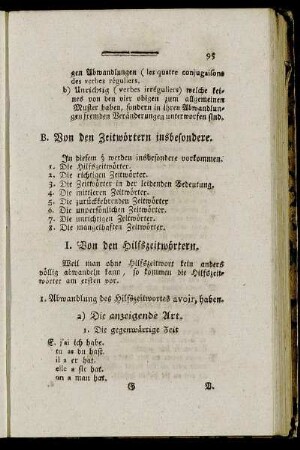 95
gen Abwandlungen (les quatre conjugaisons
des verbes réguliers.
b) Unrichtig (verbes irréguliers) welche kei-
nes von den vier obigen zum allgemeinen
Muster haben, sondern in ihren Abwandlun-
gen fremden Veränderungen unterworfen sind.
B. Von den Zeitwörtern insbesondere.
In diesem § werden insbesondere vorkommen.
1. Die Hilfszeitwörter.
2. Die richtigen Zeitwörter.
3. Die Zeitwörter in der leidenden Bedeutung.
4. Die mittleren Zeitwörter.
5. Die zurückkehrenden Zeitwörter
6. Die unpersönlichen Zeitwörter.
7. Die unrichtigen Zeitwörter.
8. Die mangelhaften Zeitwörter.
I. Von den Hilfszeitwörtern.
Weil man ohne Hilfszeitwort kein anders
völlig abwandeln kann, so kommen die Hilfszeit-
wörter am ersten vor.
1. Abwandlung des Hilfszeitwortes avoir, haben.
a) Die anzeigende Art.
1. Die gegenwärtige Zeit
E. j'ai ich habe.
tu as du hast.
il a er hat.
elle a sie hat.
on a man hat.
G
V.